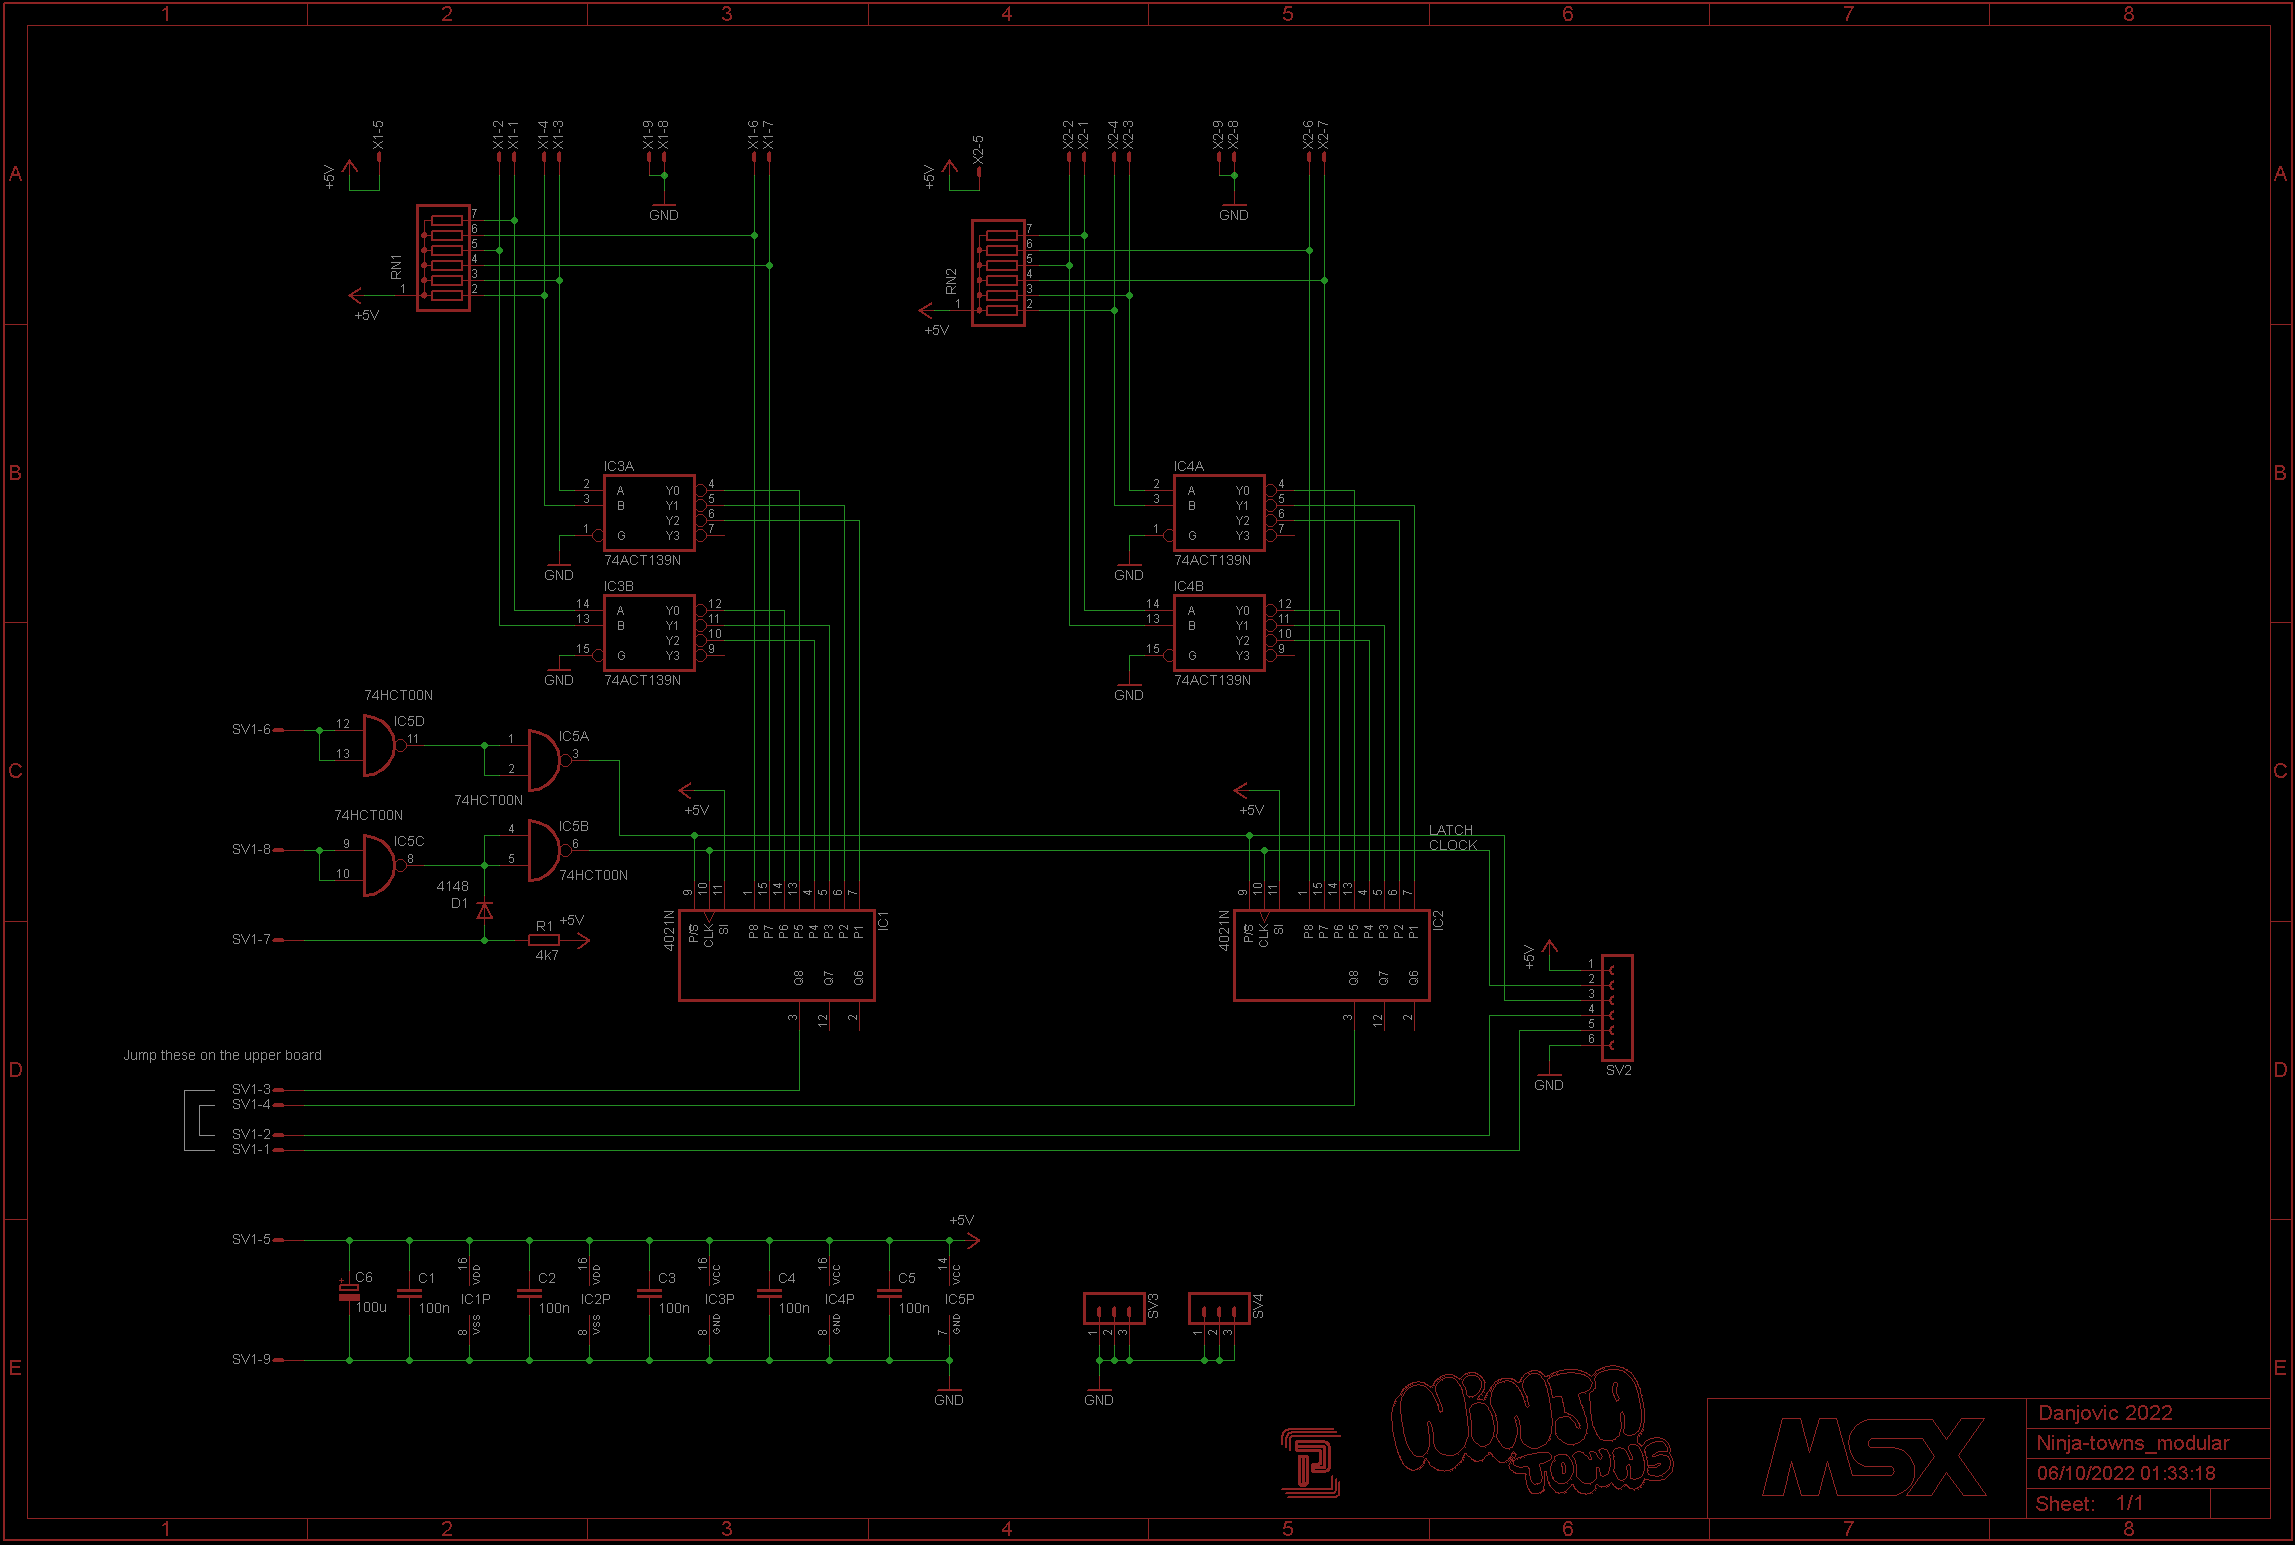 1 2 3 4 5 6 7 8
A A
X1-5 X1-2 X1-1 X1-4 X1-3 X1-9 X1-8 X1-6 X1-7
X2-5 X2-2 X2-1 X2-4 X2-3 X2-9 X2-8 X2-6 X2-7
+5V GND +5V GND
RN1 7 6 5 4 3 2 1 +5V
RN2 7 6 5 4 3 2 1 +5V
B B
IC3A
2 A Y0 4
3 B Y1 5
Y2 6
1 G Y3 7
74ACT139N
GND
IC3B
14 A Y0 12
13 B Y1 11
Y2 10
15 G Y3 9
74ACT139N
GND
IC4A
2 A Y0 4
3 B Y1 5
Y2 6
1 G Y3 7
74ACT139N
GND
IC4B
14 A Y0 12
13 B Y1 11
Y2 10
15 G Y3 9
74ACT139N
GND
C C
74HCT00N
SV1-6 12 13 IC5D 11
1 2 IC5A 3
74HCT00N
74HCT00N
SV1-8 9 10 IC5C 8
4 5 IC5B 6
74HCT00N
4148
D1
SV1-7 R1 +5V
4k7
+5V +5V
LATCH
CLOCK
9 10 11 1 15 14 13 4 5 6 7
4021N P/S CLK SI P8 P7 P6 P5 P4 P3 P2 P1 IC1
Q8 Q7 Q6
3 12 2
9 10 11 1 15 14 13 4 5 6 7
4021N P/S CLK SI P8 P7 P6 P5 P4 P3 P2 P1 IC2
Q8 Q7 Q6
3 12 2
+5V
1
2
3
4
5
6
SV2
GND
D D
Jump these on the upper board
SV1-3
SV1-4
SV1-2
SV1-1
+5V
SV1-5
C6 100u
C1 100n
16 VDD IC1P 8 VSS
C2 100n
16 VDD IC2P 8 VSS
C3 100n
16 VCC IC3P 8 GND
C4 100n
16 VCC IC4P 8 GND
C5 100n
14 VCC IC5P 7 GND
SV1-9
GND
SV3 1 2 3
SV4 1 2 3
GND
E E
NINJA
TOWNS
MSX
Danjovic 2022
Ninja-towns_modular
06/10/2022 01:33:18
Sheet: 1/1
1 2 3 4 5 6 7 8